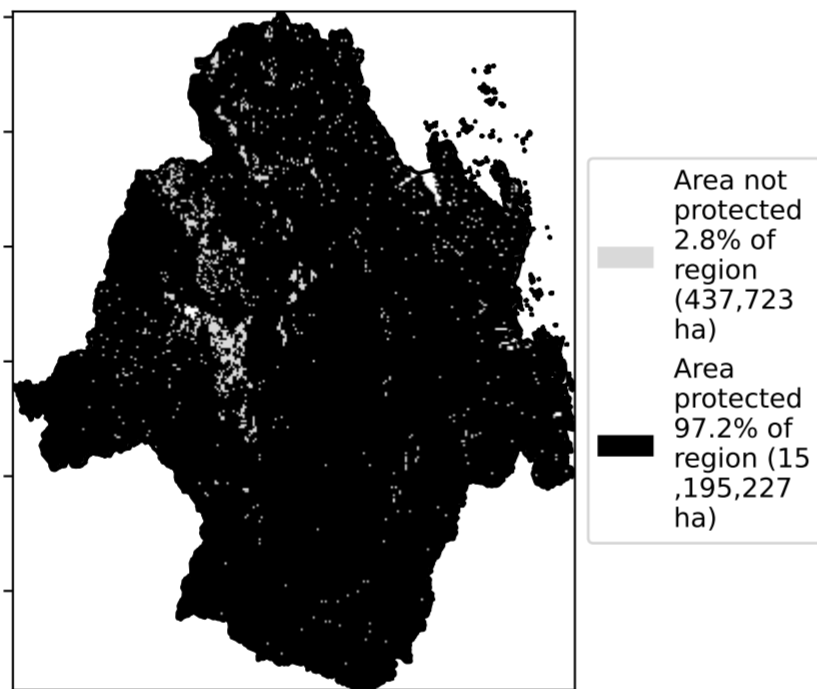 Area not
protected
2.8% of
region
(437,723
ha)
Area
protected
97.2% of
region (15
,195,227
ha)